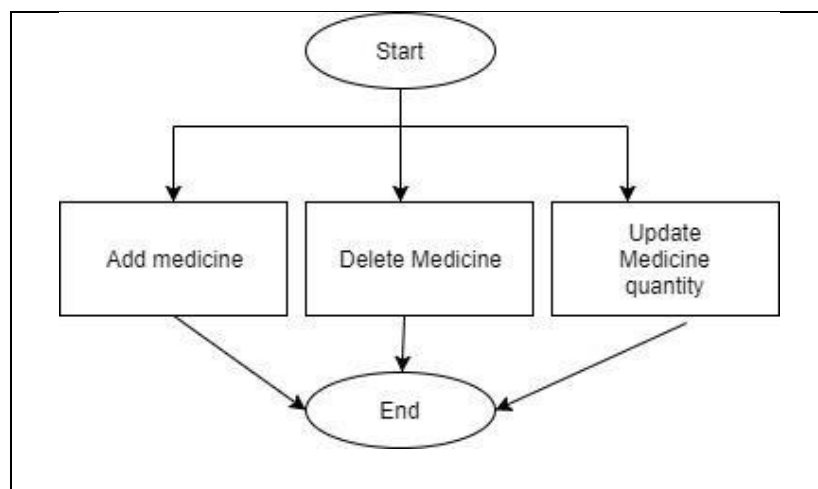 Start
Add medicine
Delete Medicine
Update
Medicine
quantity
End